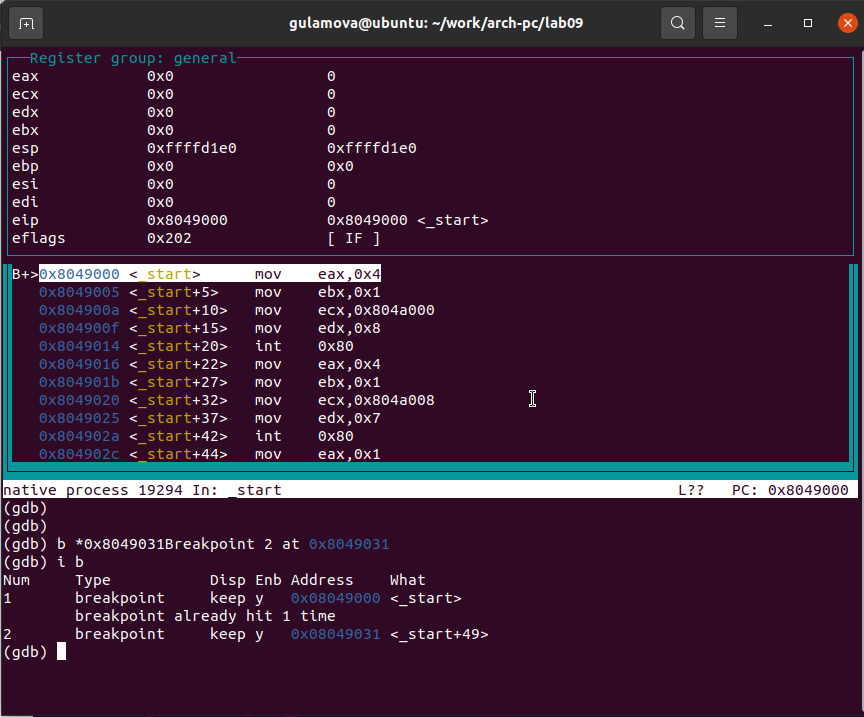 gulamova@ubuntu: ~/work/arch-pc/lab09
Register group: general
eax 0x0 0
ecx 0x0 0
edx 0x0 0
ebx 0x0 0
esp 0xffffd1e0 0xffffd1e0
ebp 0x0 0x0
esi 0x0 0
edi 0x0 0
eip 0x8049000 0x8049000 <_start>
eflags 0x202 [ IF ]
B+>0x8049000 <_start> mov eax,0x4
0x8049005 <_start+5> mov ebx,0x1
0x804900a <_start+10> mov ecx,0x804a000
0x804900f <_start+15> mov edx,0x8
0x8049014 <_start+20> int 0x80
0x8049016 <_start+22> mov eax,0x4
0x804901b <_start+27> mov ebx,0x1
0x8049020 <_start+32> mov ecx,0x804a008
0x8049025 <_start+37> mov edx,0x7
0x804902a <_start+42> int 0x80
0x804902c <_start+44> mov eax,0x1
native process 19294 In: _start L?? PC: 0x8049000
(gdb)
(gdb)
(gdb) b *0x8049031Breakpoint 2 at 0x8049031
(gdb) i b
Num Type Disp Enb Address What
1 breakpoint keep y 0x08049000 <_start>
breakpoint already hit 1 time
2 breakpoint keep y 0x08049031 <_start+49>
(gdb)